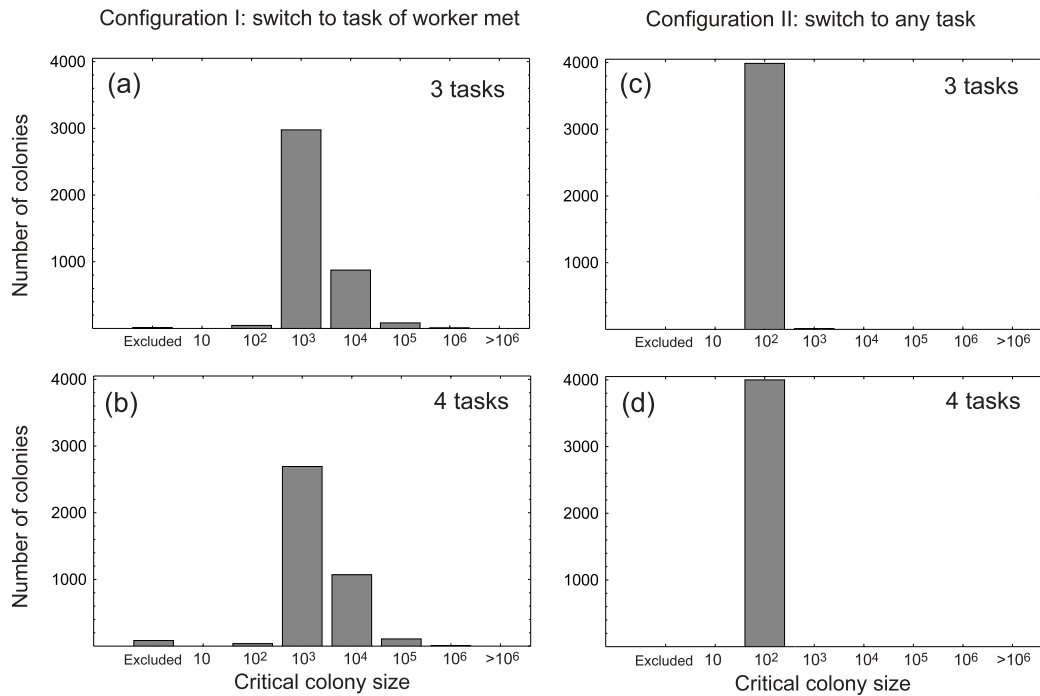 Configuration I: switch to task of worker met
Configuration II: switch to any task
(a)
3 tasks
4000
3000
2000
1000
Number of colonies
Excluded 10 10² 10³ 10⁴ 10⁵ 10⁶ >10⁶
(c)
3 tasks
4000
3000
2000
1000
Excluded 10 10² 10³ 10⁴ 10⁵ 10⁶ >10⁶
(b)
4 tasks
4000
3000
2000
1000
Number of colonies
Excluded 10 10² 10³ 10⁴ 10⁵ 10⁶ >10⁶
Critical colony size
(d)
4 tasks
4000
3000
2000
1000
Excluded 10 10² 10³ 10⁴ 10⁵ 10⁶ >10⁶
Critical colony size